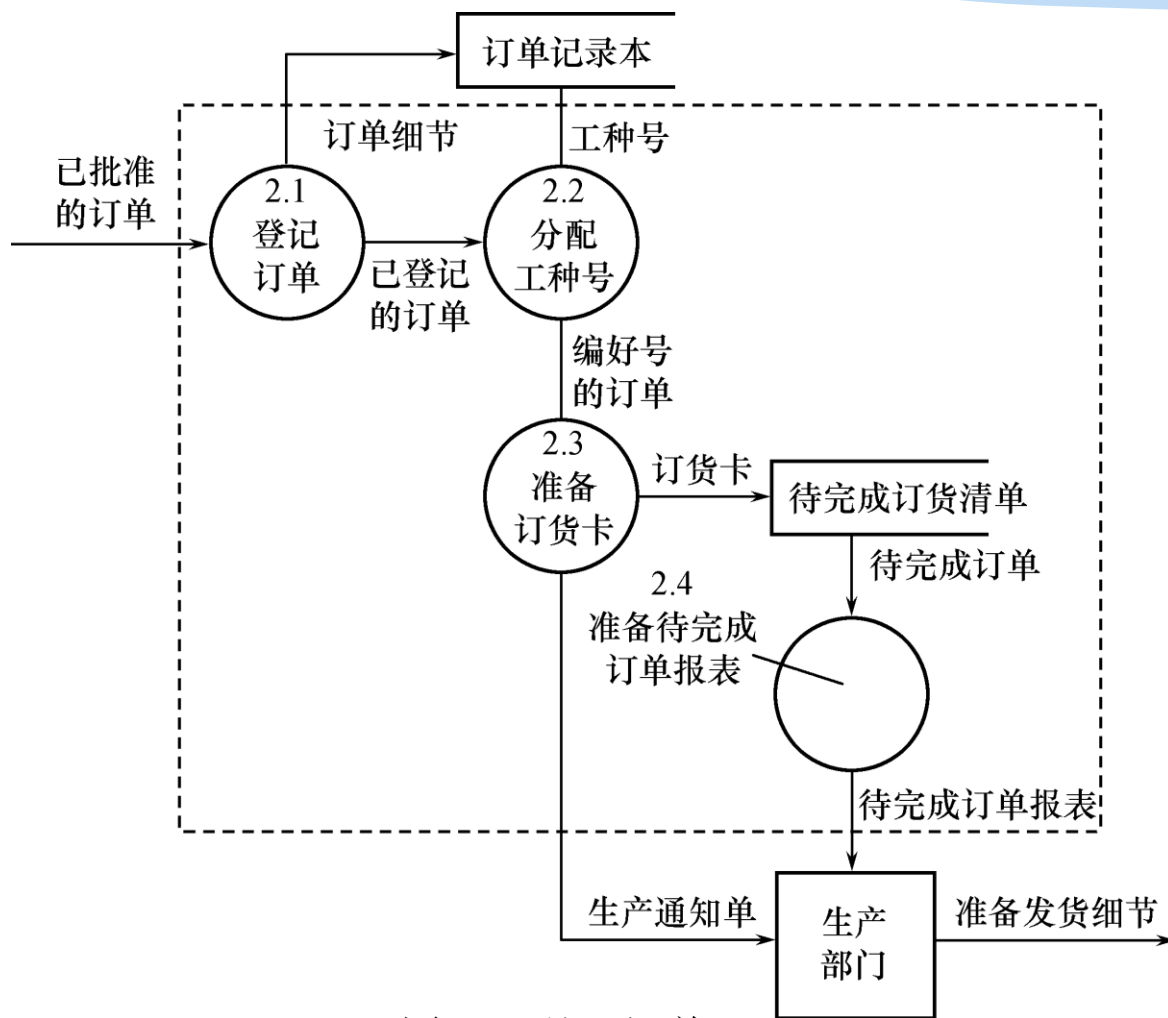 订单记录本
订单细节
工种号
已批准
的订单
2.1
登记
订单
已登记
的订单
2.2
分配
工种号
编好号
的订单
2.3
准备
订货卡
订货卡
待完成订货清单
待完成订单
2.4
准备待完成
订单报表
待完成订单报表
生产通知单
生产
部门
准备发货细节